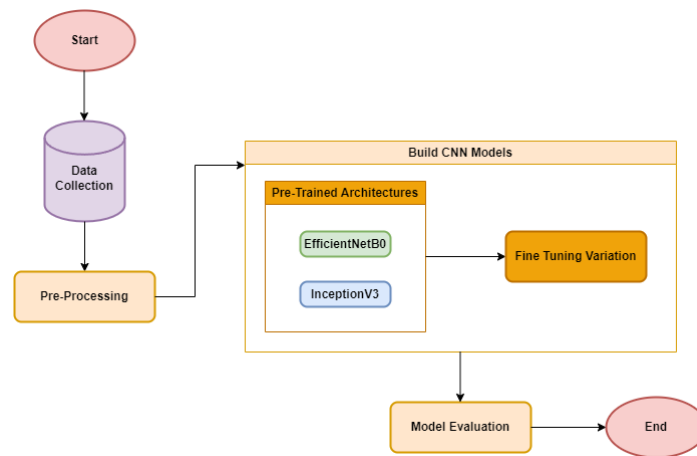 Start
Data
Collection
Pre-Processing
Build CNN Models
Pre-Trained Architectures
EfficientNetB0
InceptionV3
Fine Tuning Variation
Model Evaluation
End